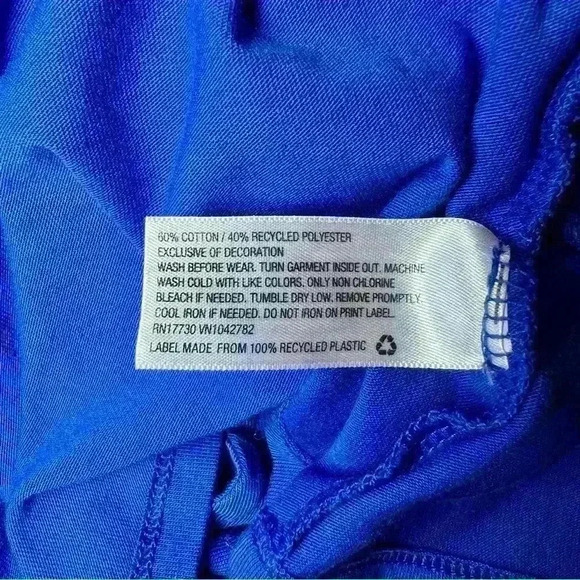 60% COTTON / 40% RECYCLED POLYESTER
EXCLUSIVE OF DECORATION
WASH BEFORE WEAR. TURN GARMENT INSIDE OUT. MACHINE
WASH COLD WITH LIKE COLORS. ONLY NON CHLORINE
BLEACH IF NEEDED. TUMBLE DRY LOW. REMOVE PROMPTLY.
COOL IRON IF NEEDED. DO NOT IRON ON PRINT LABEL.
RN17730 VN1042782
LABEL MADE FROM 100% RECYCLED PLASTIC